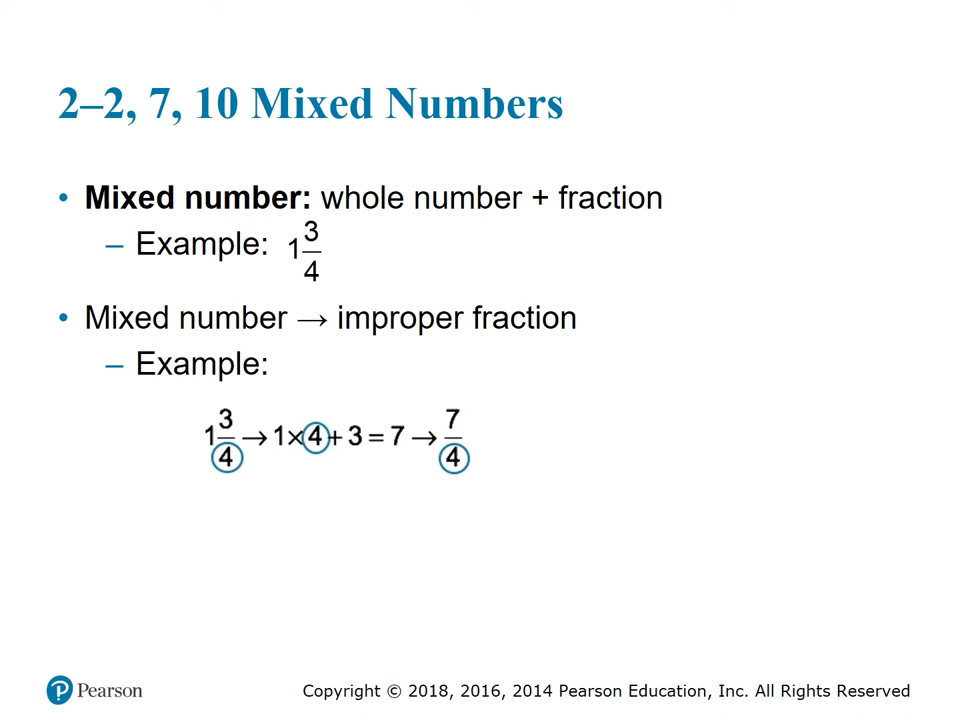 2–2, 7, 10 Mixed Numbers
• Mixed number: whole number + fraction
– Example: 1 3/4
• Mixed number → improper fraction
– Example:
1 3/4 → 1×4+3=7 → 7/4
Pearson
Copyright © 2018, 2016, 2014 Pearson Education, Inc. All Rights Reserved